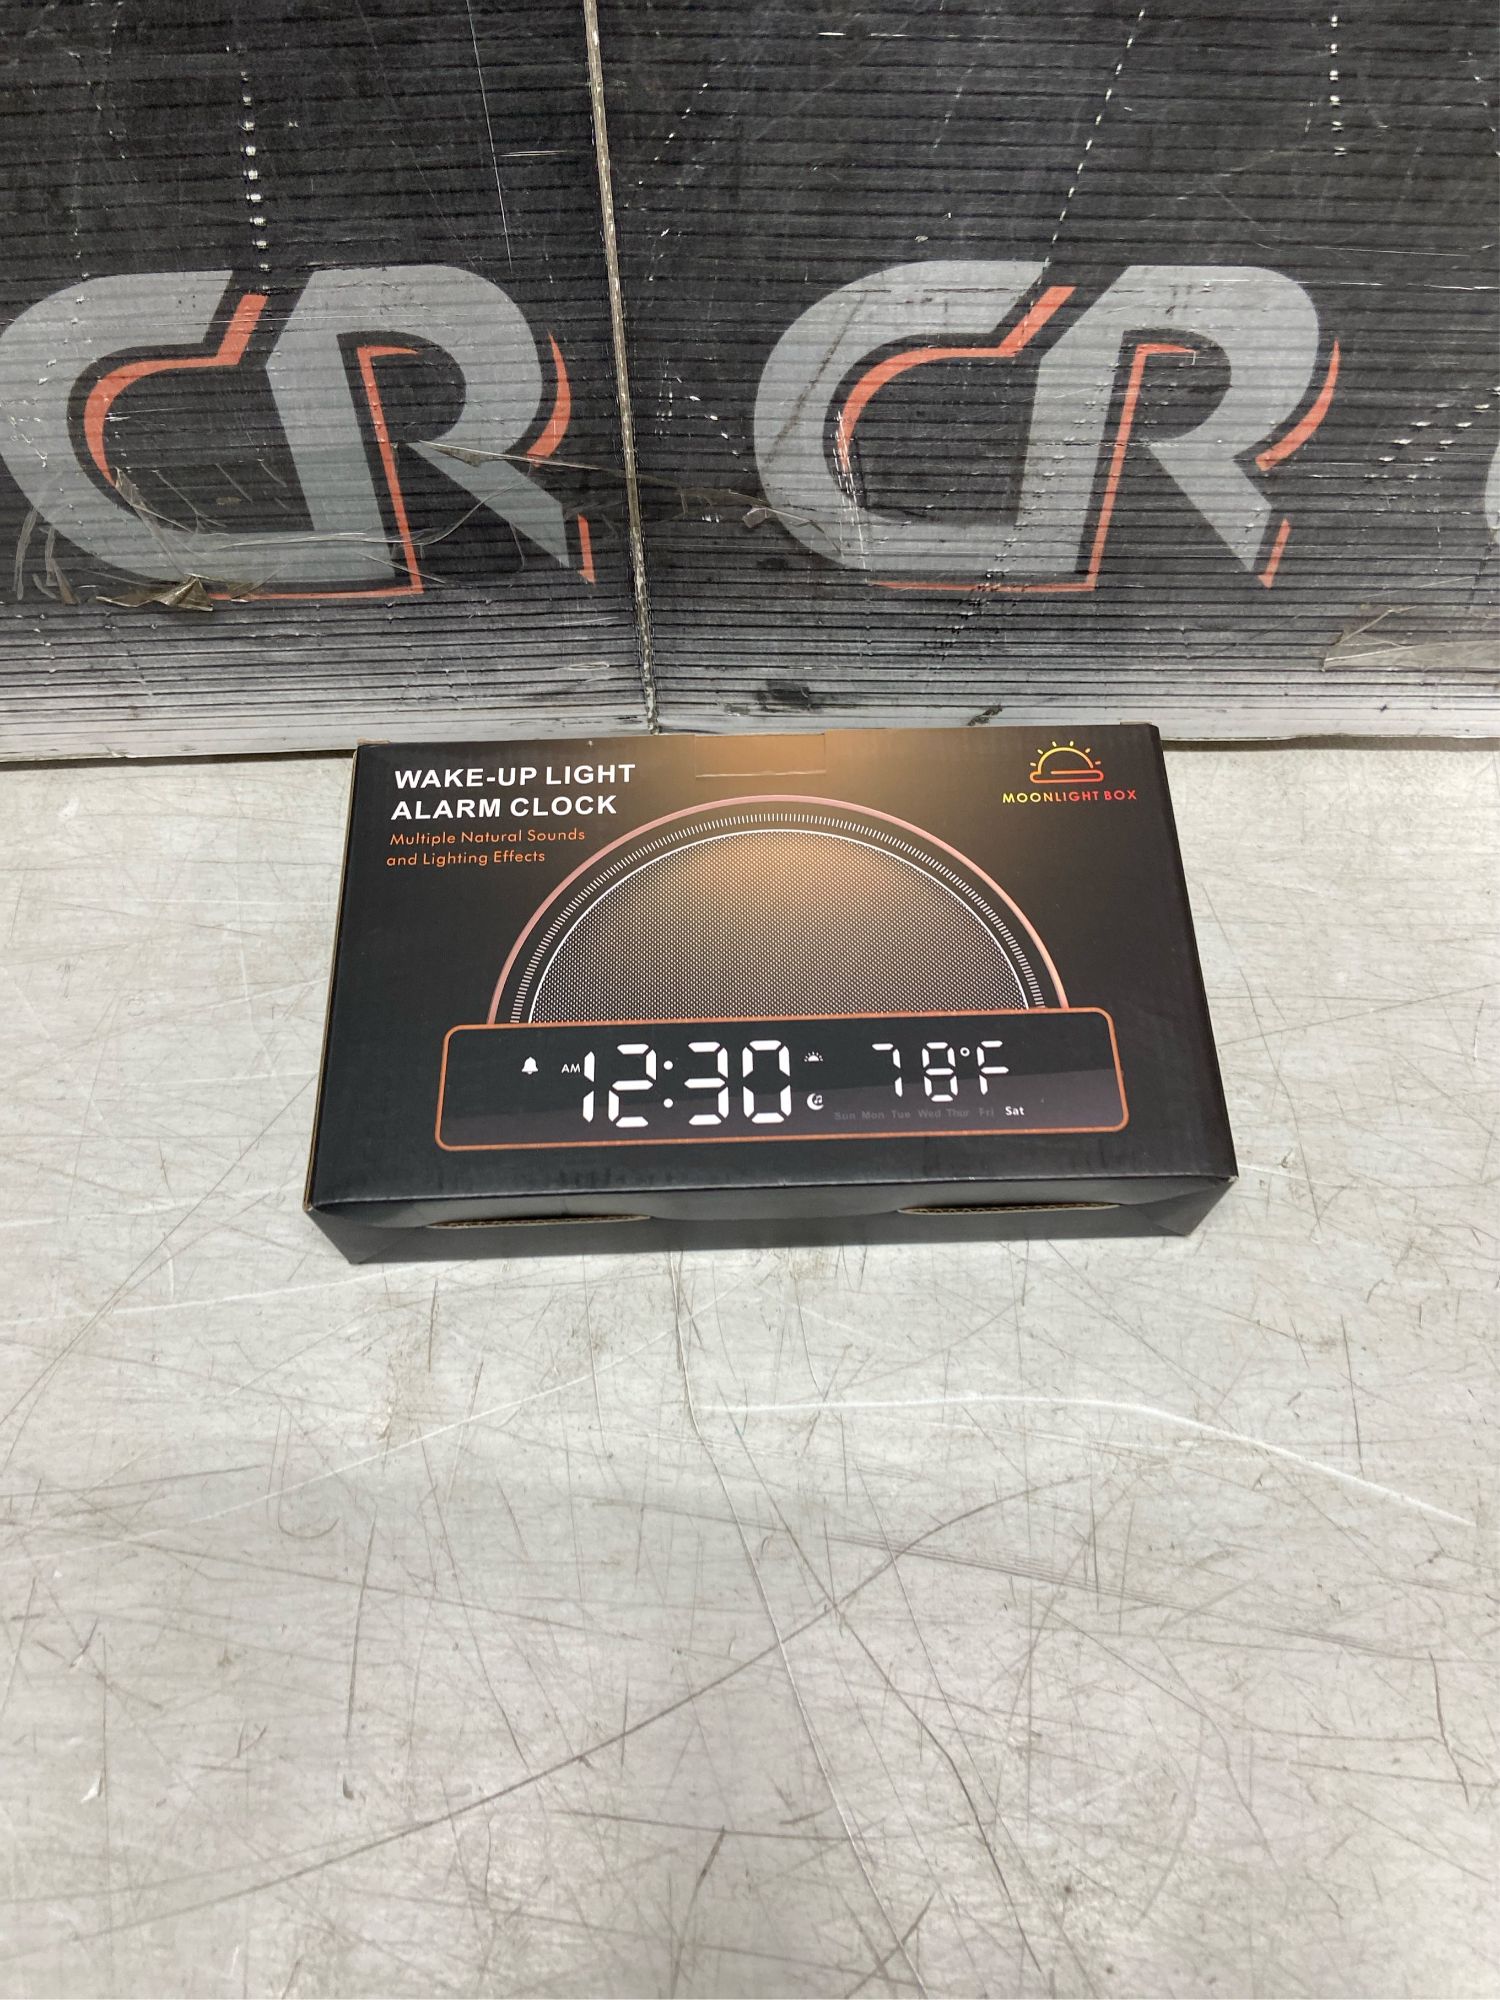 CR CR
WAKE-UP LIGHT
ALARM CLOCK
Multiple Natural Sounds
and Lighting Effects
MOONLIGHT BOX
AM 12:30 78°F
Sun Mon Tue Wed Thur Fri Sat